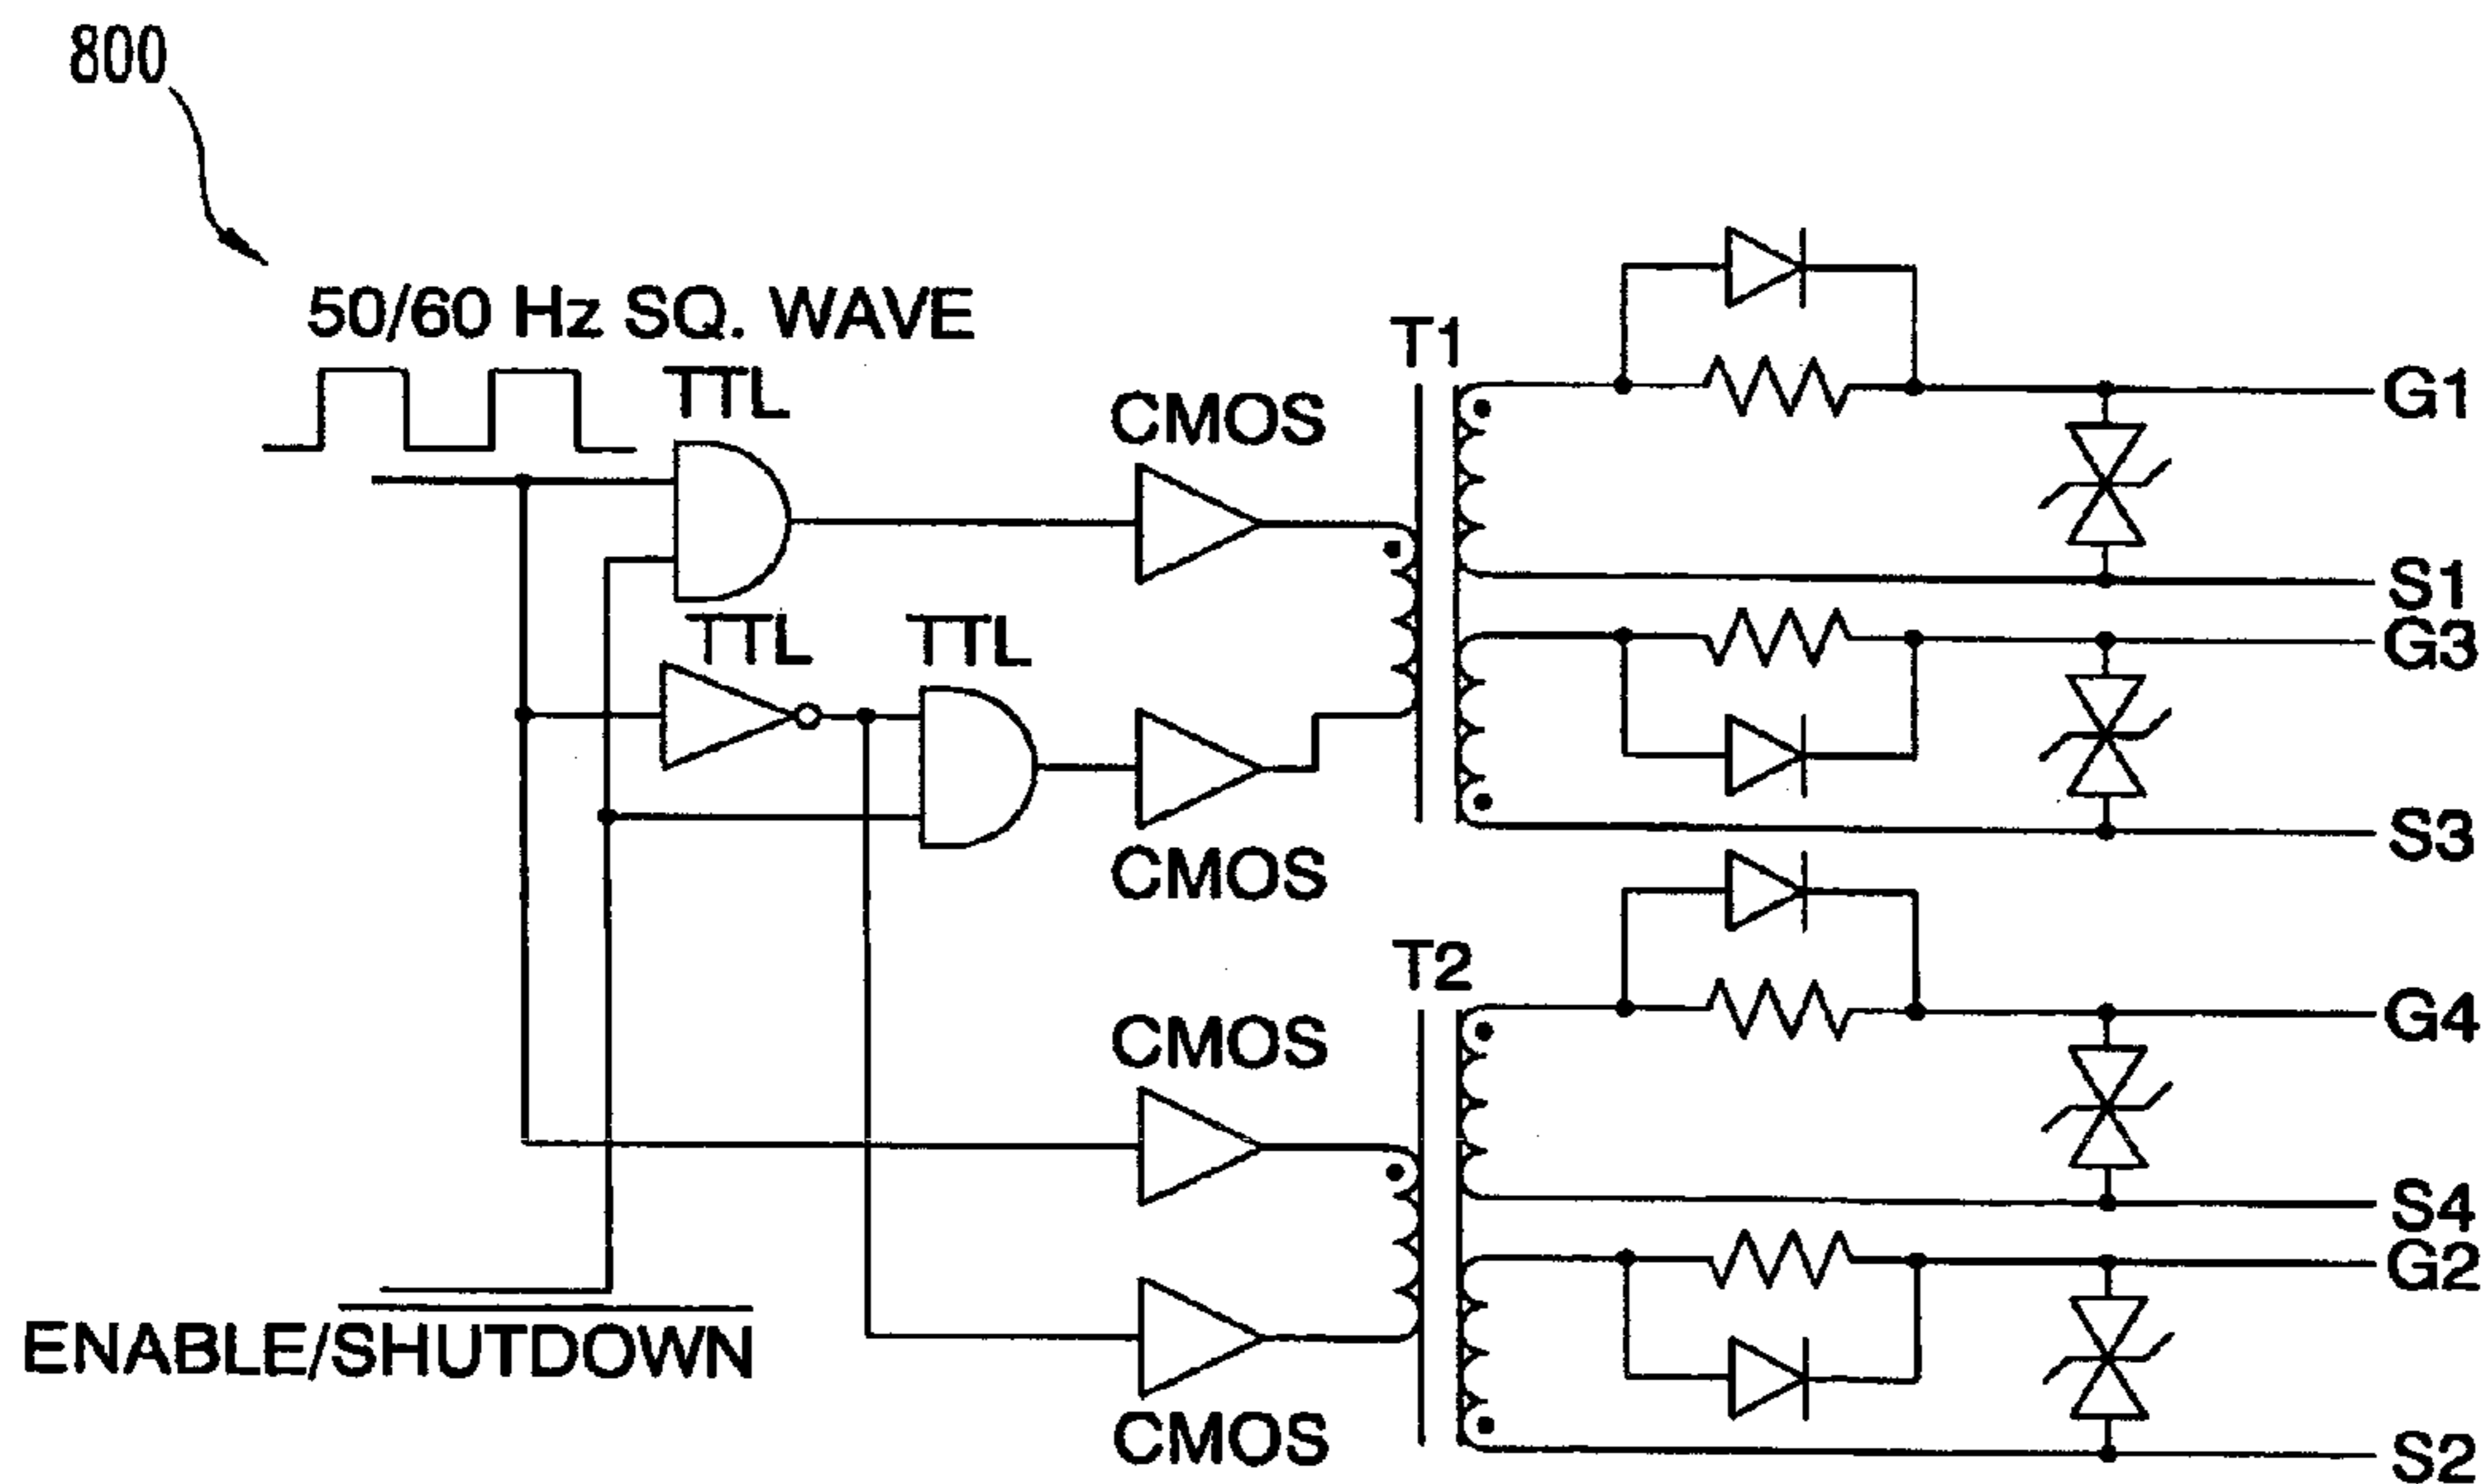 800
50/60 Hz SQ. WAVE
TTL
T1
CMOS
G1
S1
TTL
TTL
G3
CMOS
S3
T2
CMOS
G4
S4
G2
ENABLE/SHUTDOWN
CMOS
S2